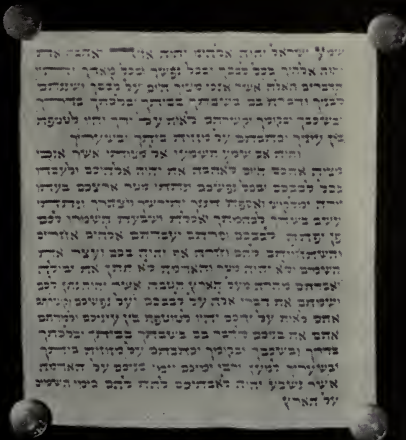 שמע ישראל יהוה אלהינו יהוה אחד ואהבת את
יהוה אלהיך בכל לבבך ובכל נפשך ובכל מאדך והיו
הדברים האלה אשר אנכי מצוך היום על לבבך ושננתם
לבניך ודברת בם בשבתך בביתך ובלכתך בדרך
ובשכבך ובקומך וקשרתם לאות על ידך והיו לטטפת
בין עיניך וכתבתם על מזזות ביתך ובשעריך
והיה אם שמע תשמעו אל מצותי אשר אנכי
מצוה אתכם היום לאהבה את יהוה אלהיכם ולעבדו
בכל לבבכם ובכל נפשכם ונתתי מטר ארצכם בעתו
יורה ומלקוש ואספת דגנך ותירשך ויצהרך ונתתי
עשב בשדך לבהמתך ואכלת ושבעת השמרו לכם
פן יפתה לבבכם וסרתם ועבדתם אלהים אחרים
והשתחויתם להם וחרה אף יהוה בכם ועצר את
השמים ולא יהיה מטר והאדמה לא תתן את יבולה
ואבדתם מהרה מעל הארץ הטבה אשר יהוה נתן לכם
ושמתם את דברי אלה על לבבכם ועל נפשכם וקשרתם
אתם לאות על ידכם והיו לטוטפת בין עיניכם ולמדתם
אתם את בניכם לדבר בם בשבתך בביתך ובלכתך
בדרך ובשכבך ובקומך וכתבתם על מזוזות ביתך
ובשעריך למען ירבו ימיכם וימי בניכם על האדמה
אשר נשבע יהוה לאבתיכם לתת להם כימי השמים
על הארץ